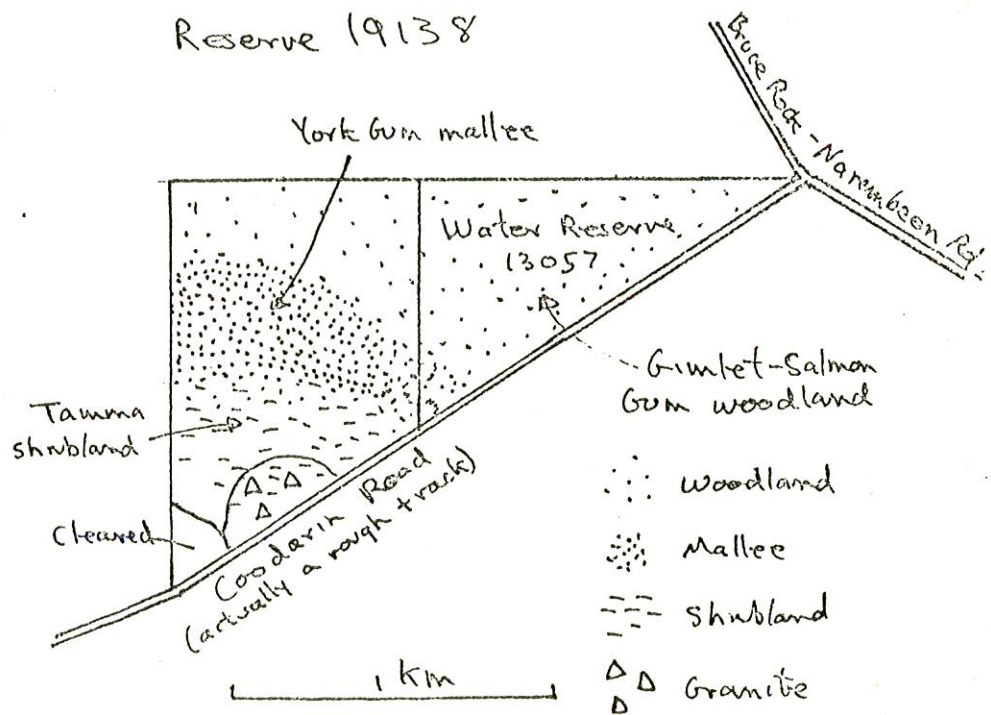 Reserve 19138
York Gum mallee
Bruce Rock - Narembeen Rd.
Water Reserve
13057
Gimlet-Salmon
Gum woodland
Tamma
shrubland
Cleared
Coodarin Road
(actually a rough track)
1 km
Woodland
Mallee
Shrubland
Granite